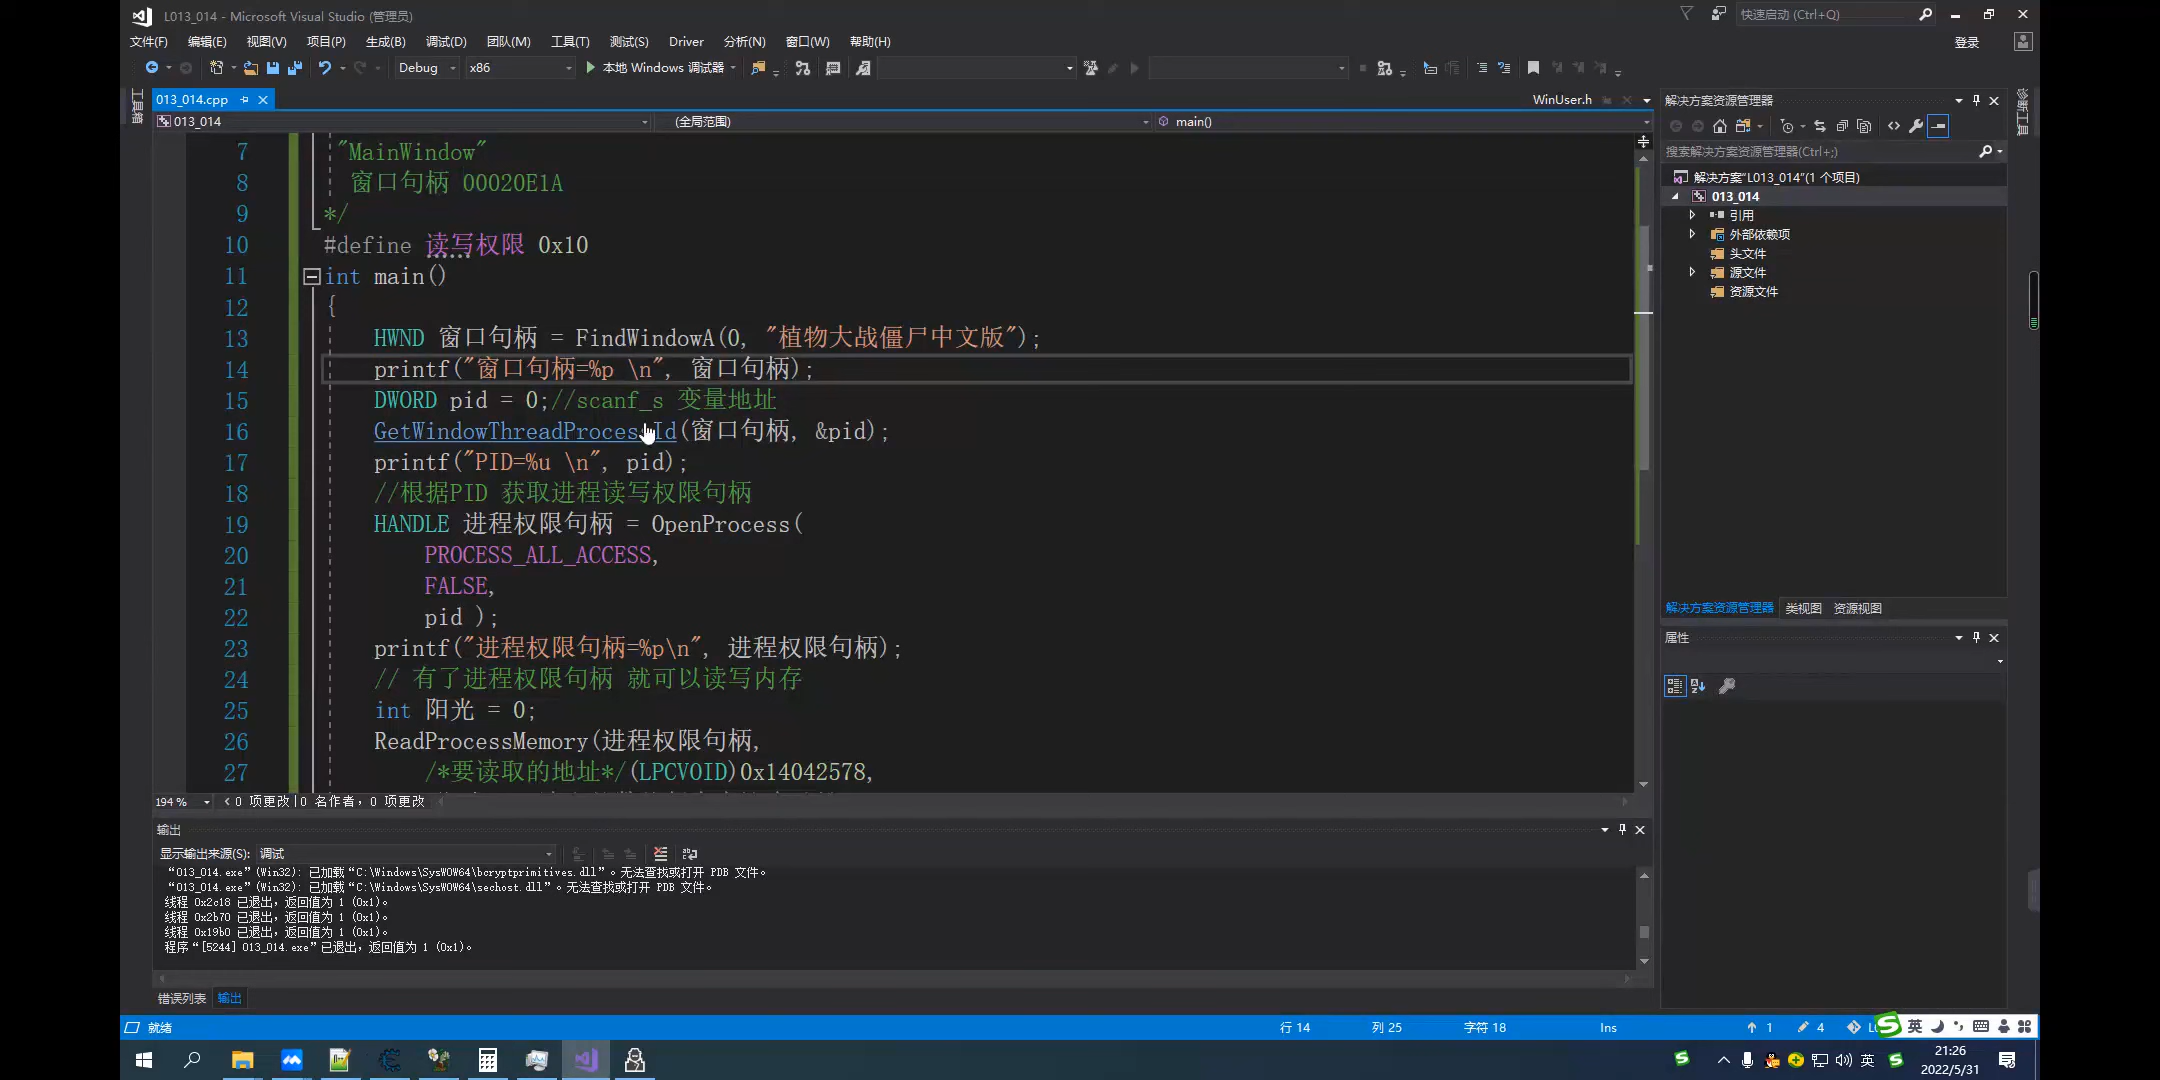 L013_014 - Microsoft Visual Studio (管理员)
快速启动 (Ctrl+Q)
文件(F) 编辑(E) 视图(V) 项目(P) 生成(B) 调试(D) 团队(M) 工具(T) 测试(S) Driver 分析(N) 窗口(W) 帮助(H)
登录
Debug x86 本地 Windows 调试器
工具箱
013_014.cpp
WinUser.h
013_014 (全局范围) main()
7 "MainWindow"
8 窗口句柄 00020E1A
9 */
10 #define 读写权限 0x10
11 int main()
12 {
13 HWND 窗口句柄 = FindWindowA(0, "植物大战僵尸中文版");
14 printf("窗口句柄=%p \n", 窗口句柄);
15 DWORD pid = 0;//scanf_s 变量地址
16 GetWindowThreadProcessId(窗口句柄, &pid);
17 printf("PID=%u \n", pid);
18 //根据PID 获取进程读写权限句柄
19 HANDLE 进程权限句柄 = OpenProcess(
20 PROCESS_ALL_ACCESS,
21 FALSE,
22 pid );
23 printf("进程权限句柄=%p\n", 进程权限句柄);
24 // 有了进程权限句柄 就可以读写内存
25 int 阳光 = 0;
26 ReadProcessMemory(进程权限句柄,
27 /*要读取的地址*/(LPCVOID)0x14042578,
194 % 0 项更改 | 0 名作者, 0 项更改
输出
显示输出来源(S): 调试
“013_014.exe”(Win32): 已加载“C:\Windows\SysWOW64\bcryptprimitives.dll”。无法查找或打开 PDB 文件。
“013_014.exe”(Win32): 已加载“C:\Windows\SysWOW64\sechost.dll”。无法查找或打开 PDB 文件。
线程 0x2c18 已退出，返回值为 1 (0x1)。
线程 0x2b70 已退出，返回值为 1 (0x1)。
线程 0x19b0 已退出，返回值为 1 (0x1)。
程序“[5244] 013_014.exe”已退出，返回值为 1 (0x1)。
错误列表 输出
解决方案资源管理器
搜索解决方案资源管理器(Ctrl+;)
解决方案"L013_014"(1 个项目)
013_014
引用
外部依赖项
头文件
源文件
资源文件
解决方案资源管理器 类视图 资源视图
属性
诊断工具
就绪 行 14 列 25 字符 18 Ins 1 4
英
英
21:26
2022/5/31